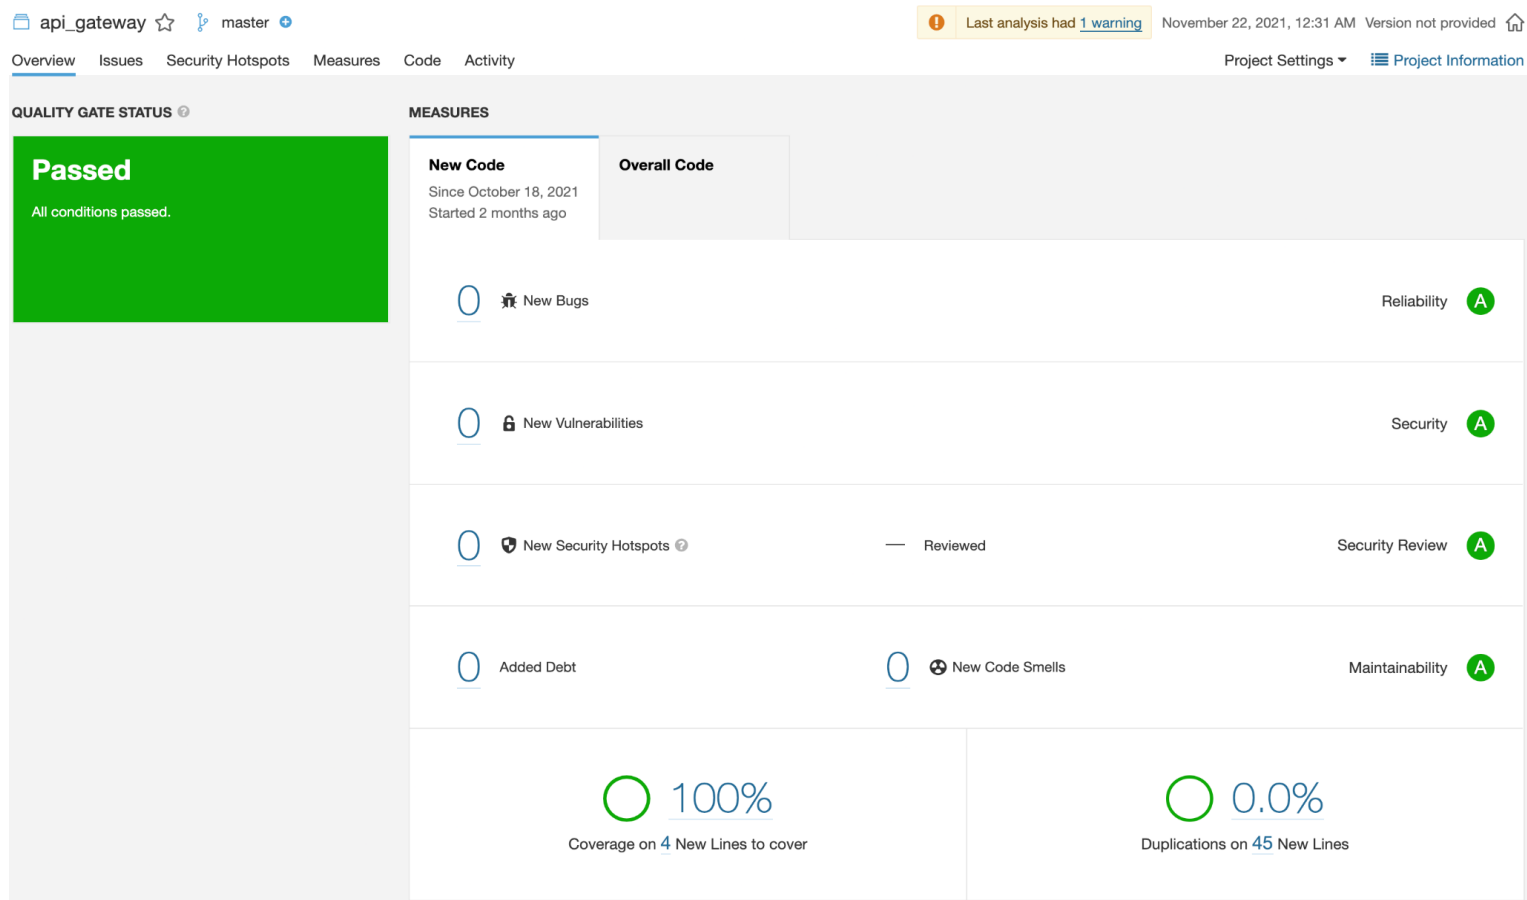 api_gateway master Last analysis had 1 warning November 22, 2021, 12:31 AM Version not provided
Overview Issues Security Hotspots Measures Code Activity Project Settings Project Information
QUALITY GATE STATUS ?
MEASURES
Passed
All conditions passed.
New Code
Since October 18, 2021
Started 2 months ago
Overall Code
0 New Bugs Reliability A
0 New Vulnerabilities Security A
0 New Security Hotspots ? — Reviewed Security Review A
0 Added Debt 0 New Code Smells Maintainability A
100%
Coverage on 4 New Lines to cover
0.0%
Duplications on 45 New Lines